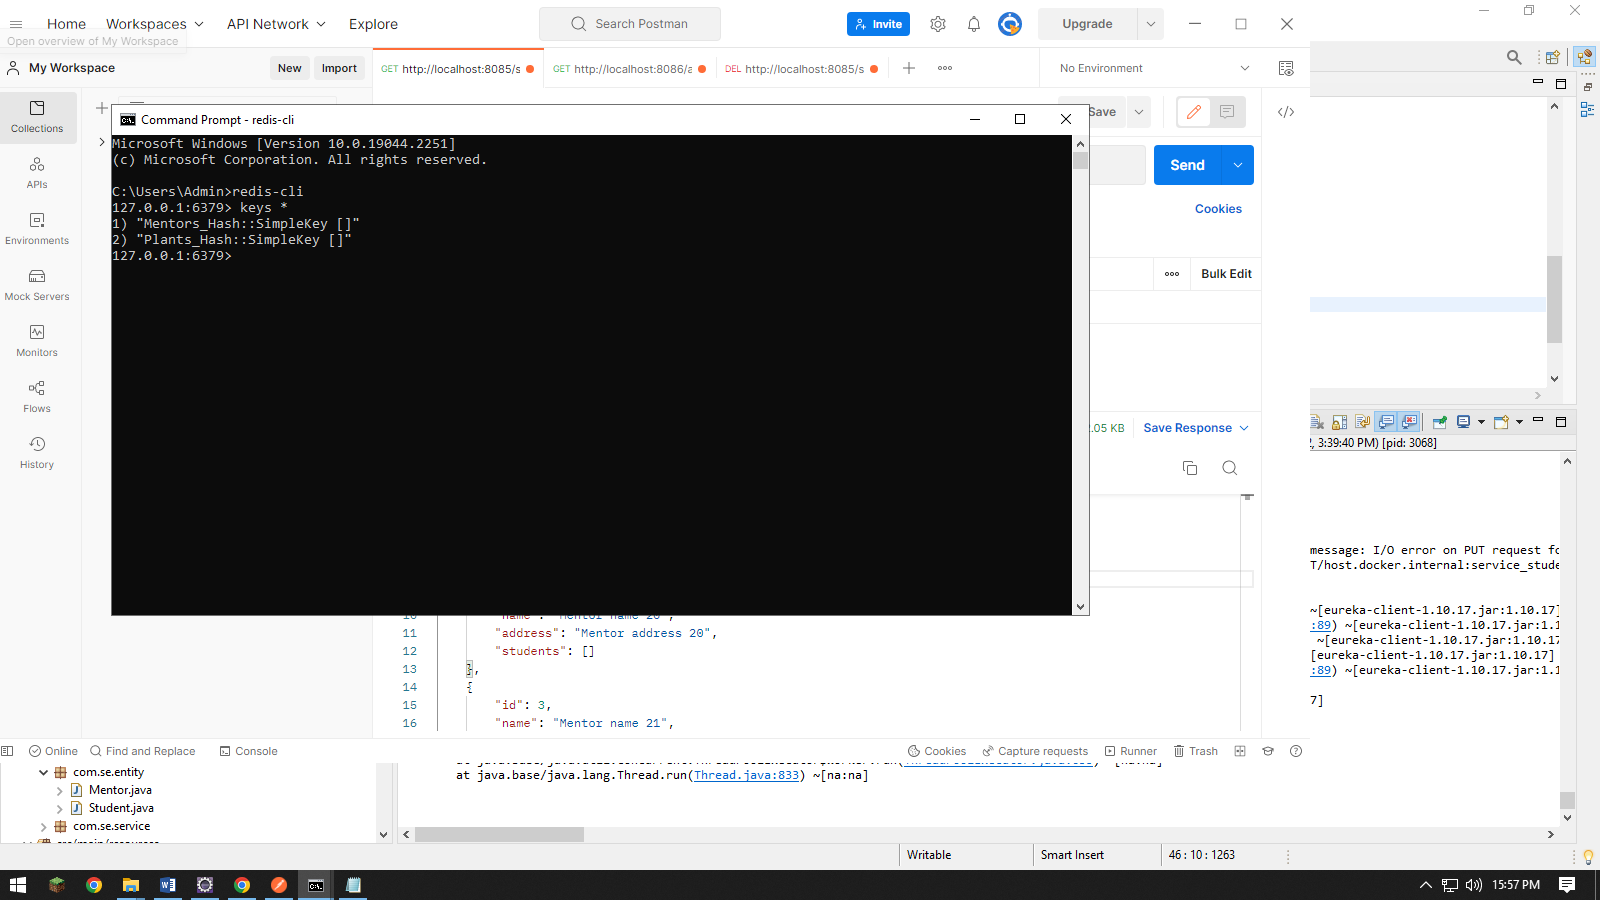 Home Workspaces API Network Explore
Search Postman
Invite
Upgrade
Open overview of My Workspace
My Workspace
New Import
GET http://localhost:8085/s
GET http://localhost:8086/a
DEL http://localhost:8085/s
No Environment
Collections
APIs
Environments
Mock Servers
Monitors
Flows
History
Save
Send
Cookies
Bulk Edit
Save Response
Command Prompt - redis-cli
Microsoft Windows [Version 10.0.19044.2251]
(c) Microsoft Corporation. All rights reserved.
C:\Users\Admin>redis-cli
127.0.0.1:6379> keys *
1) "Mentors_Hash::SimpleKey []"
2) "Plants_Hash::SimpleKey []"
127.0.0.1:6379>
11 "address": "Mentor address 20",
12 "students": []
13 },
14 {
15 "id": 3,
16 "name": "Mentor name 21",
Online Find and Replace Console
Cookies Capture requests Runner Trash
, 3:39:40 PM) [pid: 3068]
message: I/O error on PUT request fo
T/host.docker.internal:service_stude
~[eureka-client-1.10.17.jar:1.10.17]
:89) ~[eureka-client-1.10.17.jar:1.1
~[eureka-client-1.10.17.jar:1.10.17
[eureka-client-1.10.17.jar:1.10.17]
:89) ~[eureka-client-1.10.17.jar:1.1
7]
com.se.entity
Mentor.java
Student.java
com.se.service
at java.base/java.lang.Thread.run(Thread.java:833) ~[na:na]
Writable Smart Insert 46 : 10 : 1263
15:57 PM